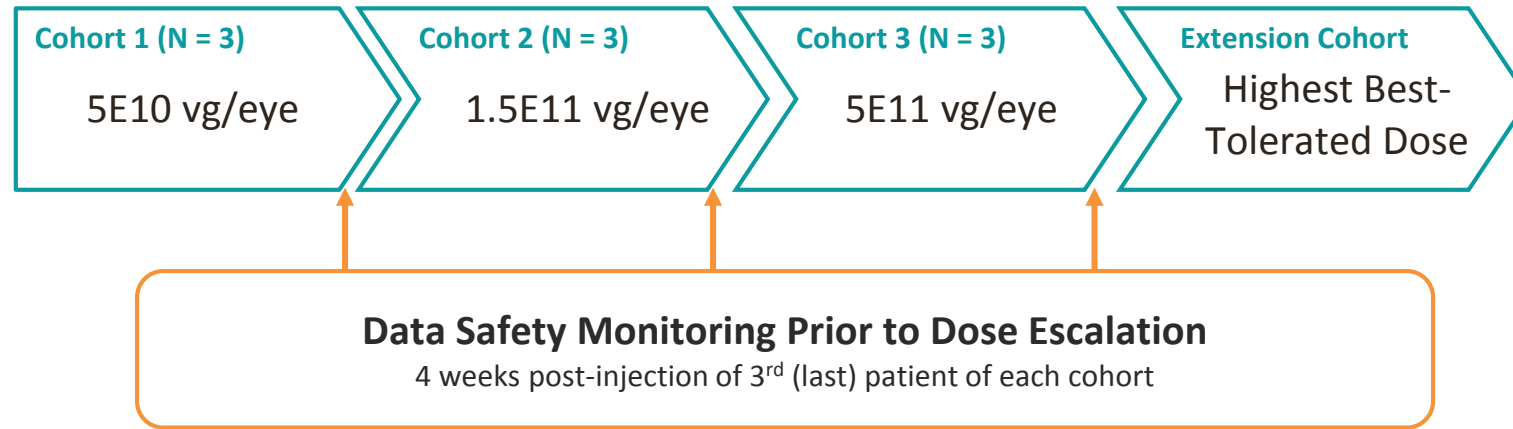 Cohort 1 (N = 3)
5E10 vg/eye
Cohort 2 (N = 3)
1.5E11 vg/eye
Cohort 3 (N = 3)
5E11 vg/eye
Extension Cohort
Highest Best-
Tolerated Dose
Data Safety Monitoring Prior to Dose Escalation
4 weeks post-injection of 3rd (last) patient of each cohort